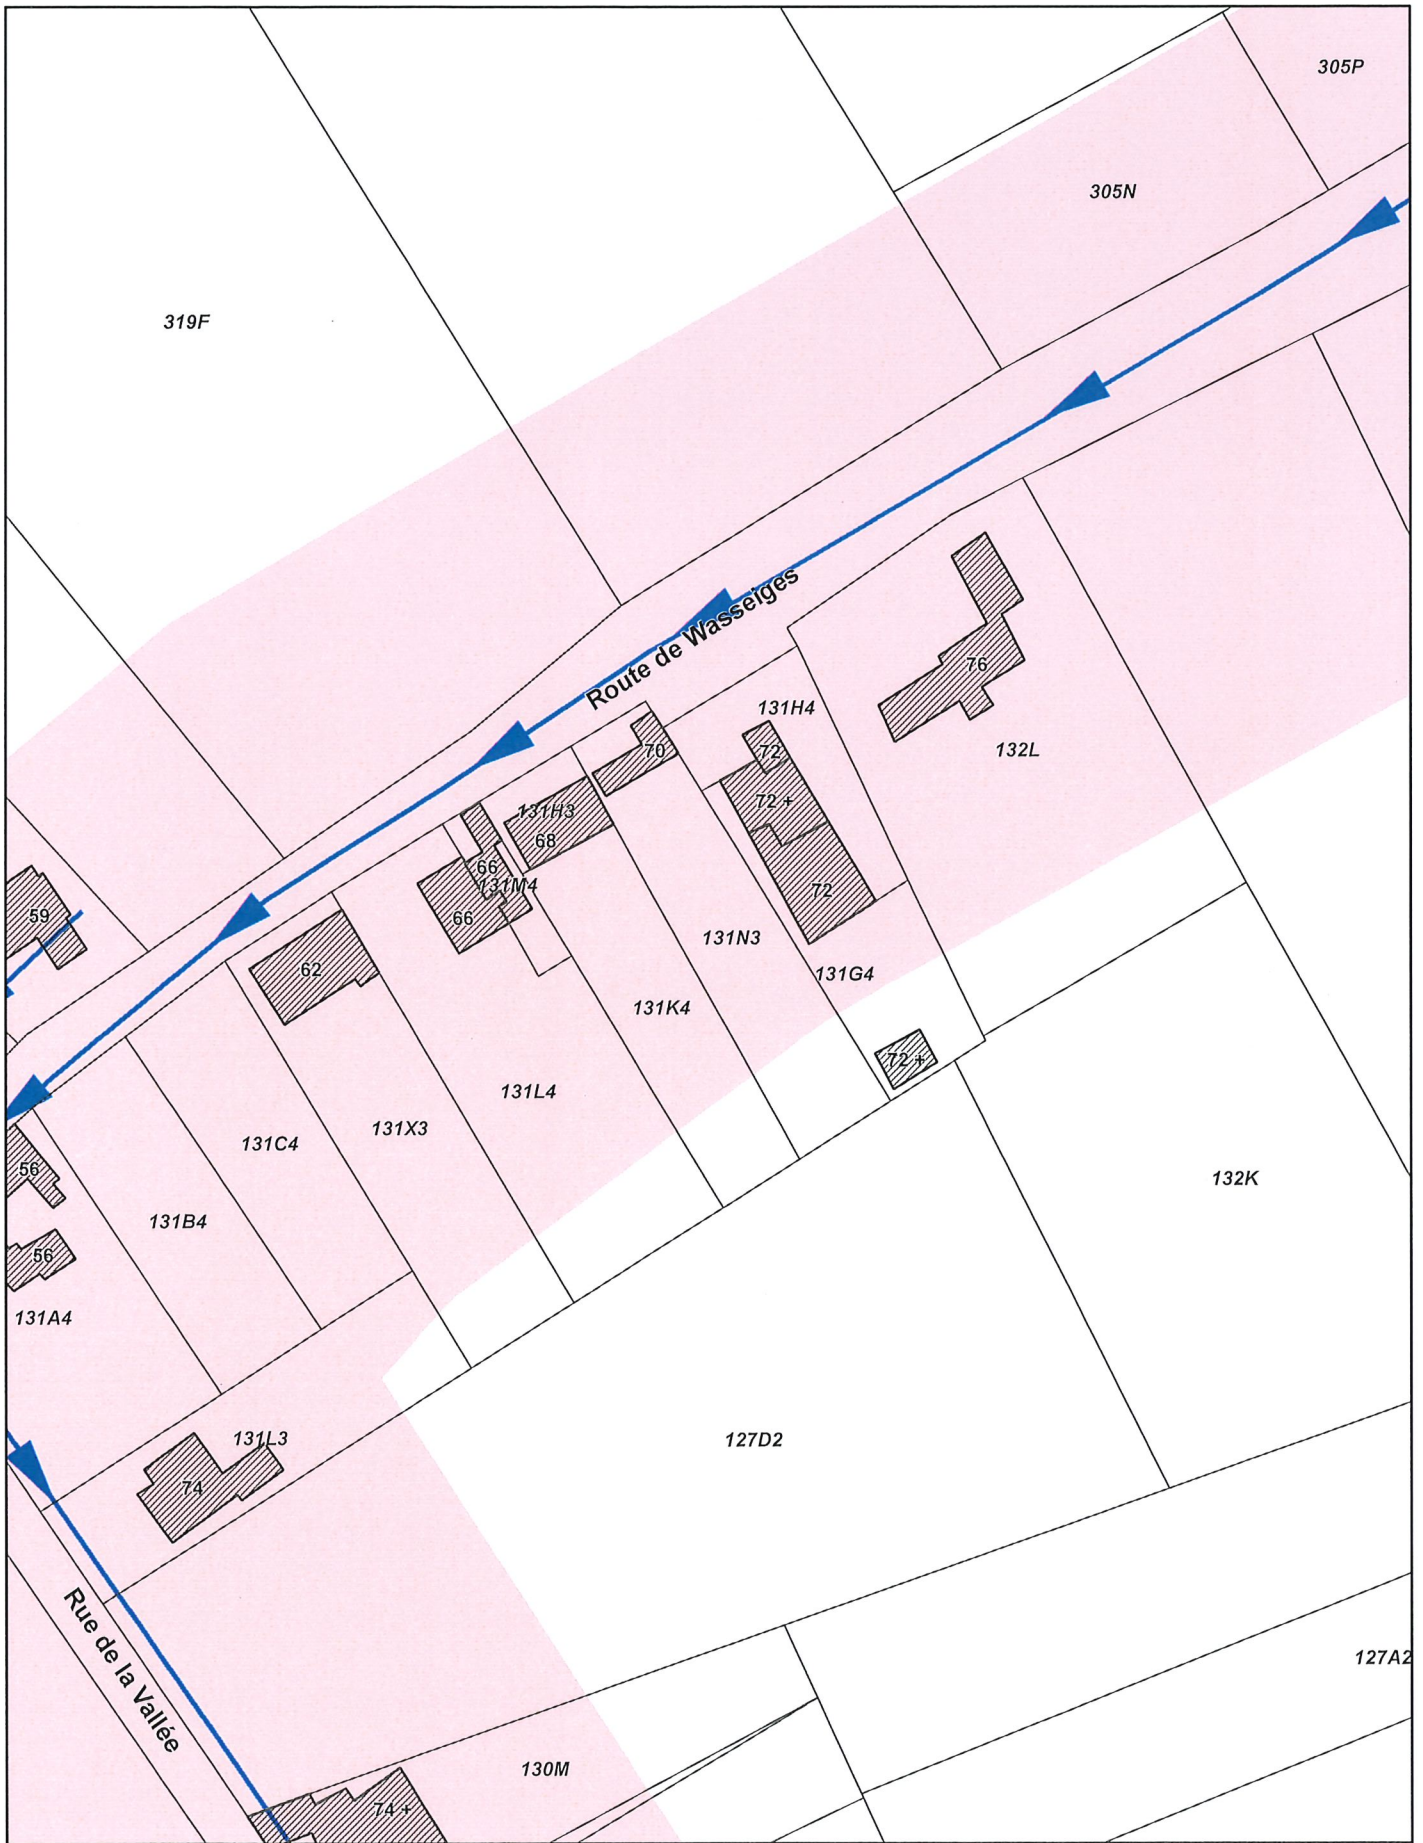 305P
305N
319F
Route de Wasseiges
76
131H4
132L
70
72
72 +
131H3
68
66
131M4
66
72
59
131N3
62
131G4
131K4
72 +
131L4
131X3
131C4
56
132K
131B4
56
131A4
131L3
127D2
74
Rue de la Vallée
127A2
130M
74 +